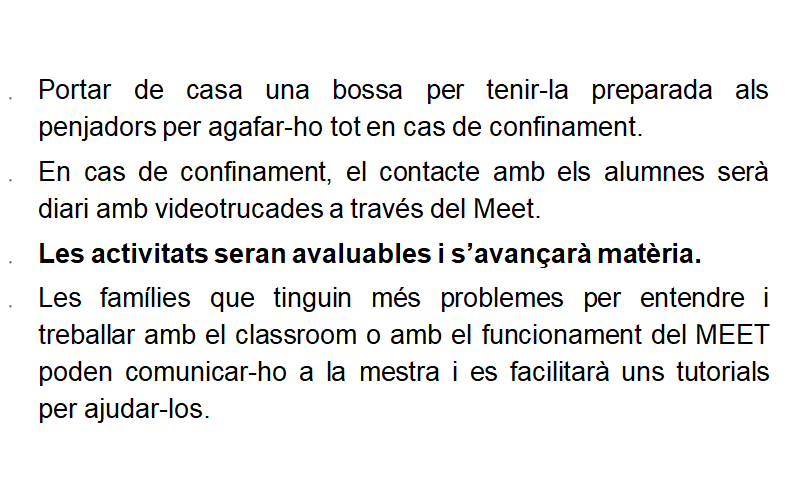 . Portar de casa una bossa per tenir-la preparada als
penjadors per agafar-ho tot en cas de confinament.
. En cas de confinament, el contacte amb els alumnes serà
diari amb videotrucades a través del Meet.
. Les activitats seran avaluables i s’avançarà matèria.
. Les famílies que tinguin més problemes per entendre i
treballar amb el classroom o amb el funcionament del MEET
poden comunicar-ho a la mestra i es facilitarà uns tutorials
per ajudar-los.